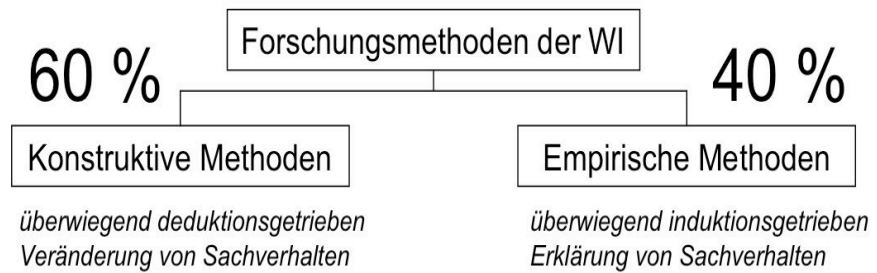 Forschungsmethoden der WI
60 %
40 %
Konstruktive Methoden
Empirische Methoden
überwiegend deduktionsgetrieben
Veränderung von Sachverhalten
überwiegend induktionsgetrieben
Erklärung von Sachverhalten